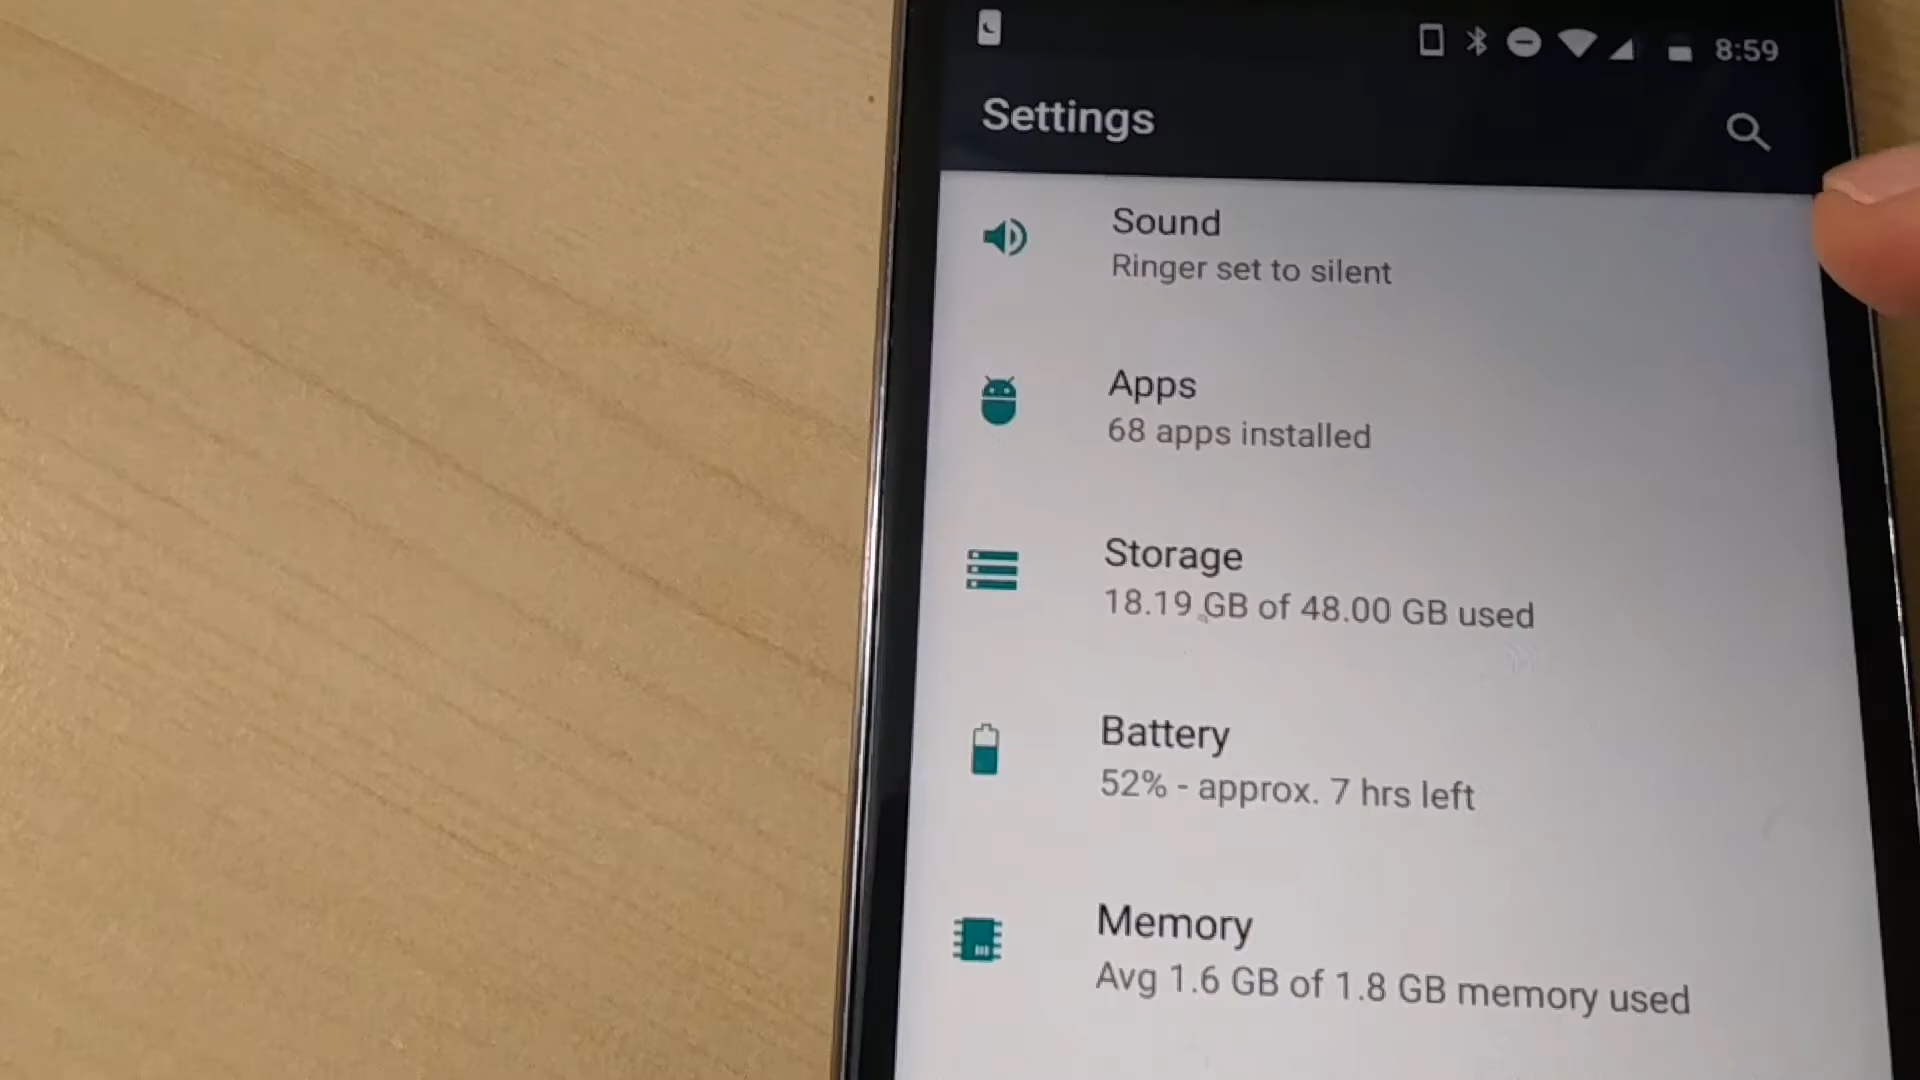 8:59
Settings
Sound
Ringer set to silent
Apps
68 apps installed
Storage
18.19 GB of 48.00 GB used
Battery
52% - approx. 7 hrs left
Memory
Avg 1.6 GB of 1.8 GB memory used